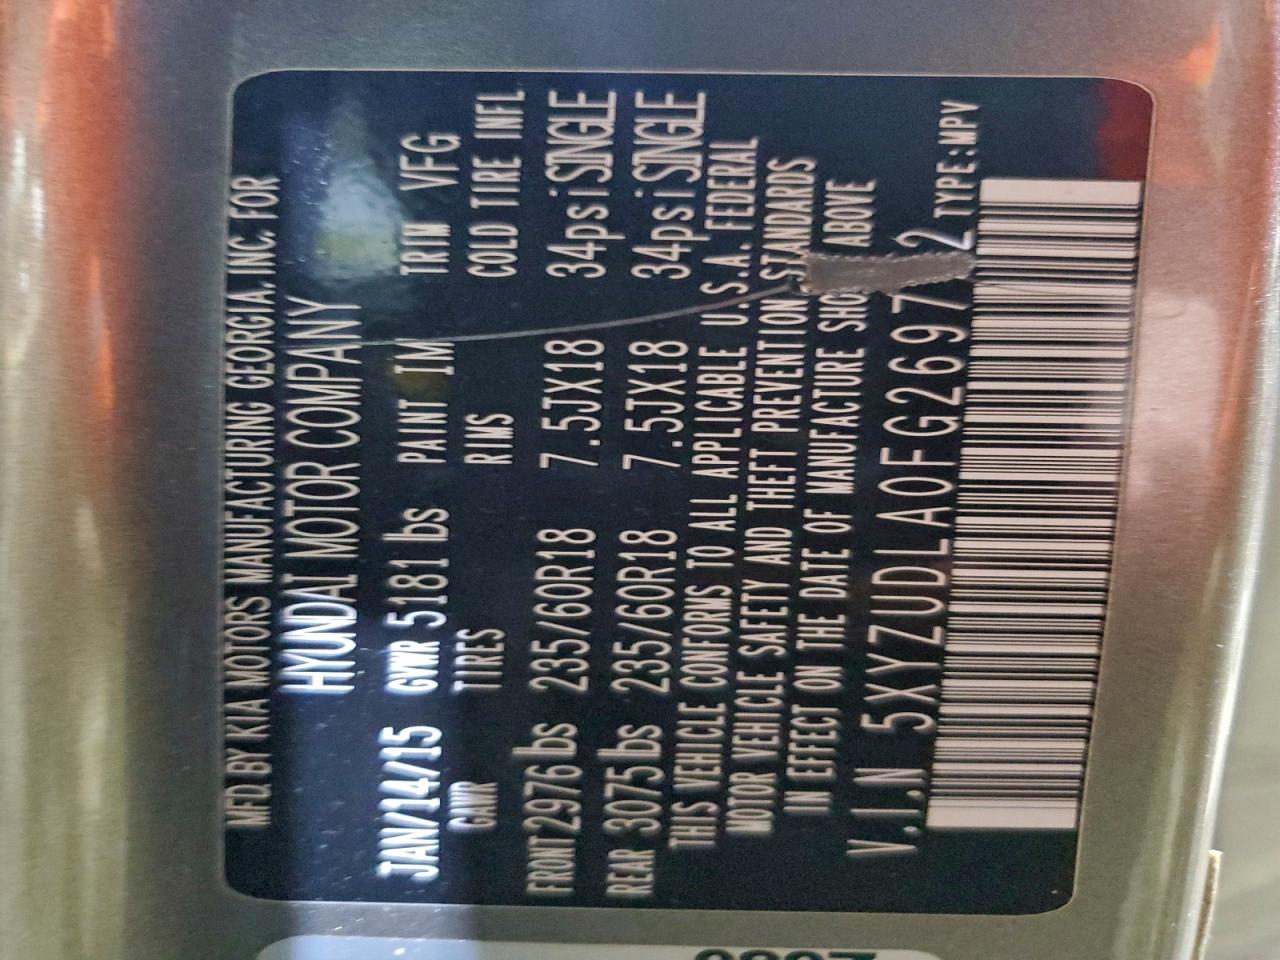 MFD BY KIA MOTORS MANUFACTURING GEORGIA, INC. FOR
HYUNDAI MOTOR COMPANY
JAN/14/15 GVWR 5181 lbs PAINT IM TRIM VFG
GAWR TIRES RIMS COLD TIRE INFL
FRONT 2976 lbs 235/60R18 7.5JX18 34psi SINGLE
REAR 3075 lbs 235/60R18 7.5JX18 34psi SINGLE
THIS VEHICLE CONFORMS TO ALL APPLICABLE U.S.A. FEDERAL
MOTOR VEHICLE SAFETY AND THEFT PREVENTION STANDARDS
IN EFFECT ON THE DATE OF MANUFACTURE ABOVE
V.I.N 5XYZUDLA0FG2697 2 TYPE:MPV